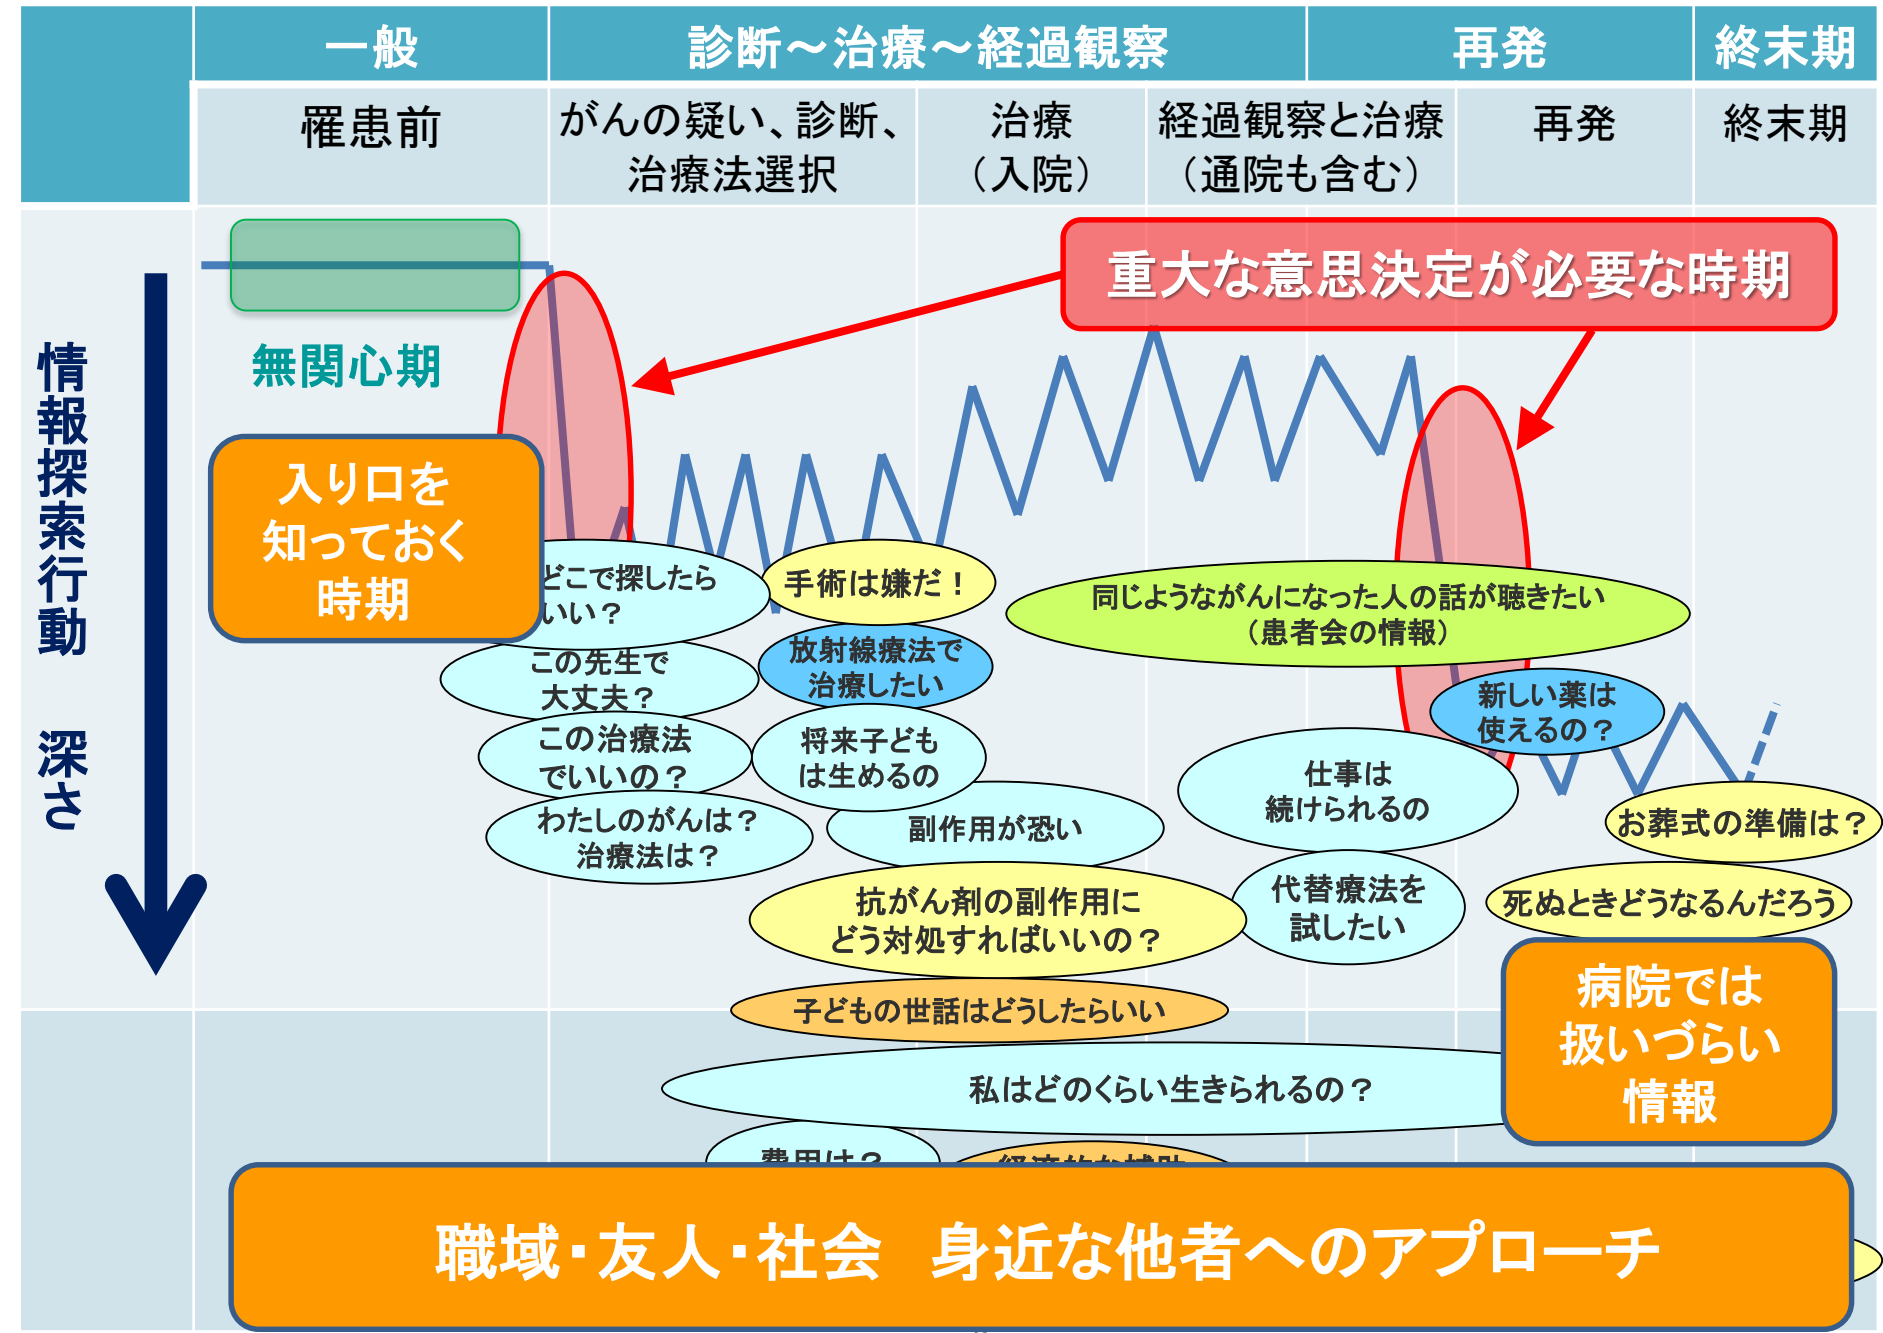 一般
診断～治療～経過観察
再発
終末期
罹患前
がんの疑い、診断、
治療法選択
治療
（入院）
経過観察と治療
（通院も含む）
再発
終末期
情報探索行動　深さ
無関心期
重大な意思決定が必要な時期
入り口を
知っておく
時期
どこで探したら
いい？
手術は嫌だ！
同じようながんになった人の話が聴きたい
（患者会の情報）
この先生で
大丈夫？
放射線療法で
治療したい
新しい薬は
使えるの？
この治療法
でいいの？
将来子ども
は生めるの
仕事は
続けられるの
わたしのがんは？
治療法は？
副作用が恐い
お葬式の準備は？
抗がん剤の副作用に
どう対処すればいいの？
代替療法を
試したい
死ぬときどうなるんだろう
病院では
扱いづらい
情報
子どもの世話はどうしたらいい
私はどのくらい生きられるの？
費用は？
経済的な補助
職域・友人・社会　身近な他者へのアプローチ